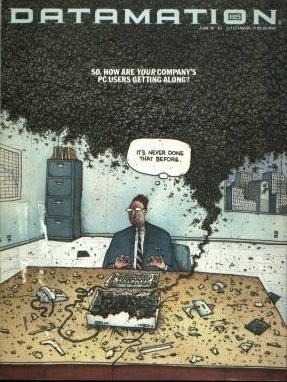 DATAMATION
SO, HOW ARE YOUR COMPANY'S
PC USERS GETTING ALONG?
IT'S NEVER DONE
THAT BEFORE.